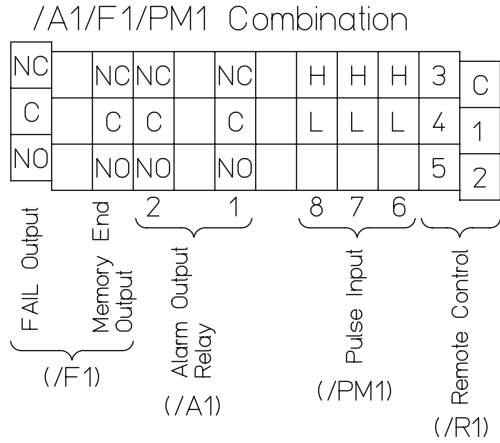 /A1/F1/PM1 Combination
NC NC NC NC H H H 3 C
C C C C L L L 4 1
NO NO NO NO 5 2
2 1 8 7 6
FAIL Output
Memory End
Output
Alarm Output
Relay
Pulse Input
Remote Control
(/F1)
(/A1)
(/PM1)
(/R1)